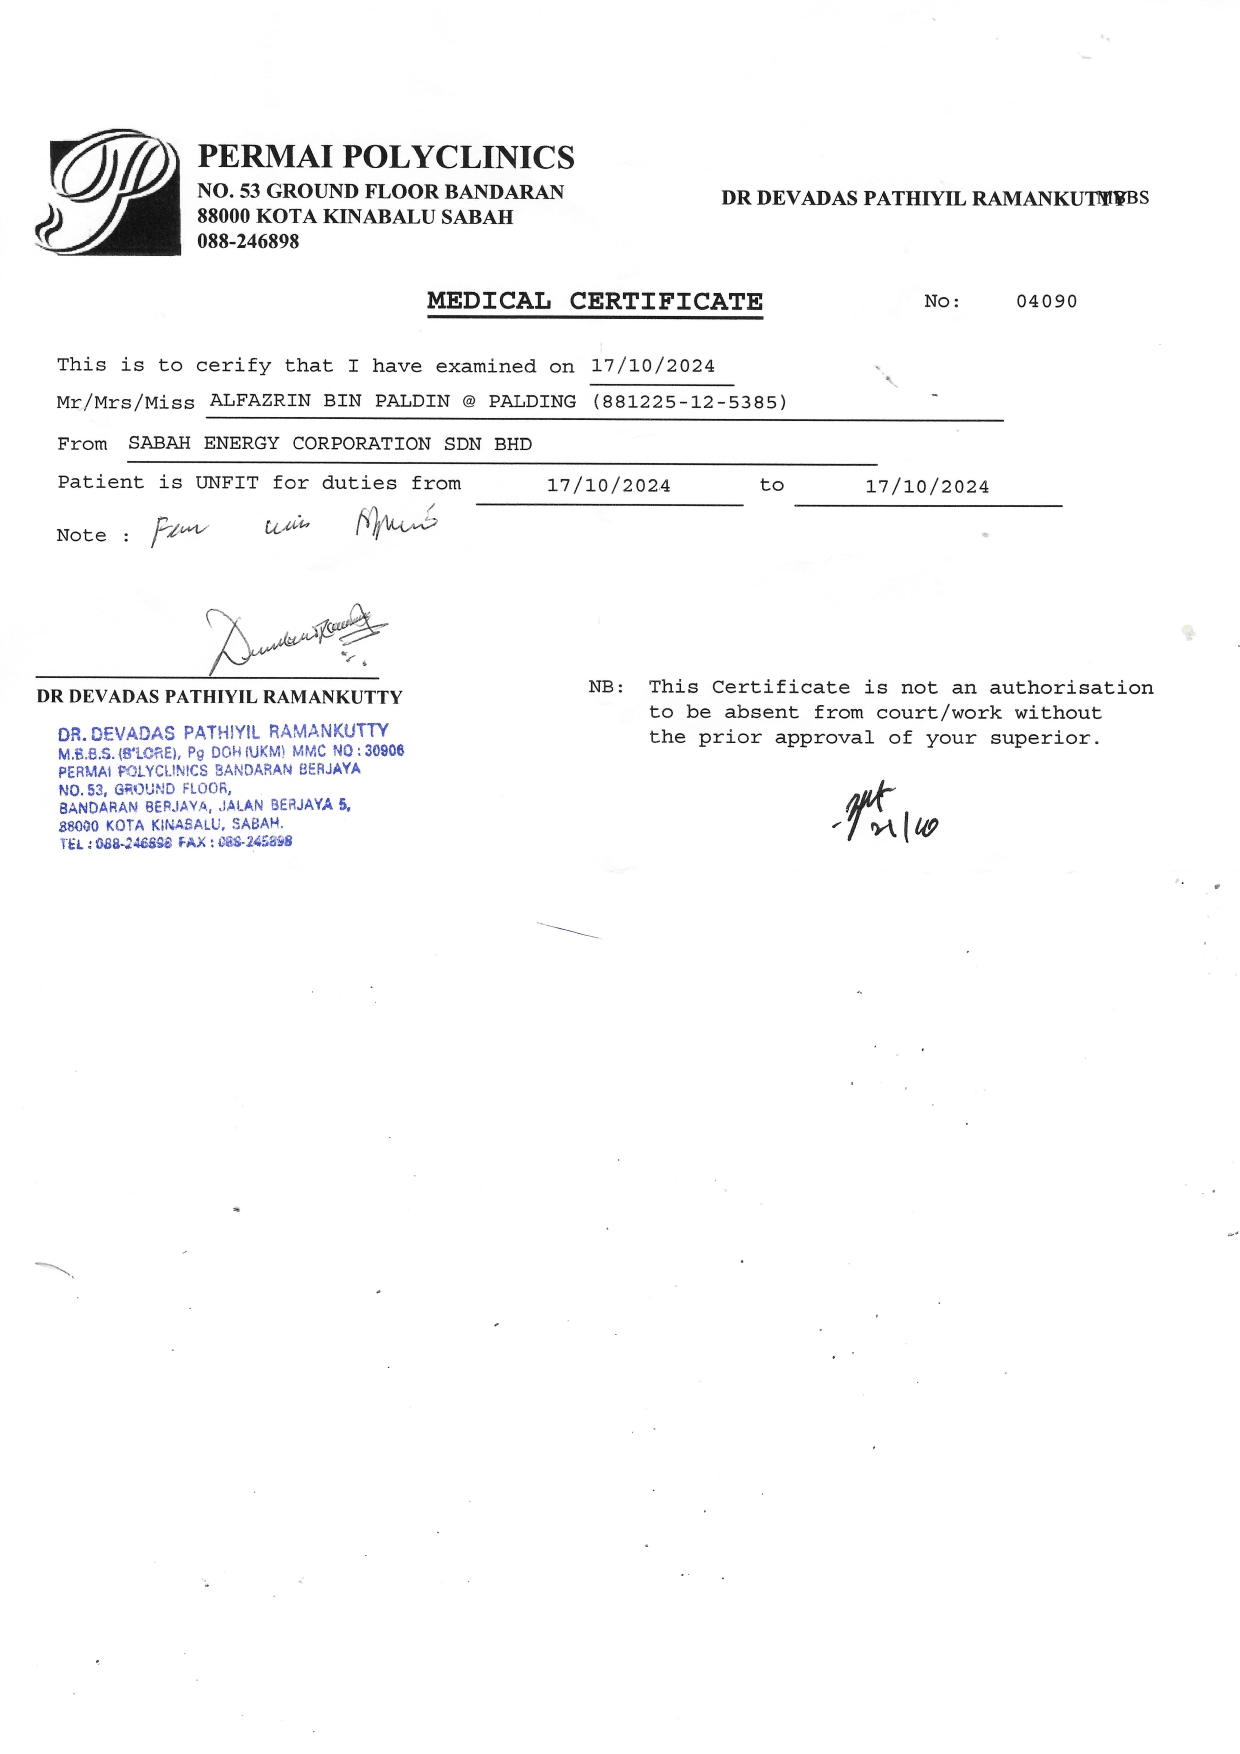 PERMAI POLYCLINICS
NO. 53 GROUND FLOOR BANDARAN
88000 KOTA KINABALU SABAH
088-246898
DR DEVADAS PATHIYIL RAMANKUTTY MBBS
MEDICAL CERTIFICATE No: 04090
This is to cerify that I have examined on 17/10/2024
Mr/Mrs/Miss ALFAZRIN BIN PALDIN @ PALDING (881225-12-5385)
From SABAH ENERGY CORPORATION SDN BHD
Patient is UNFIT for duties from 17/10/2024 to 17/10/2024
Note :
DR DEVADAS PATHIYIL RAMANKUTTY
DR. DEVADAS PATHIYIL RAMANKUTTY
M.B.B.S. (B'LORE), Pg DOH (UKM) MMC NO : 30906
PERMAI POLYCLINICS BANDARAN BERJAYA
NO. 53, GROUND FLOOR,
BANDARAN BERJAYA, JALAN BERJAYA 5,
88000 KOTA KINABALU, SABAH.
TEL : 088-246898 FAX : 088-245898
NB: This Certificate is not an authorisation
to be absent from court/work without
the prior approval of your superior.
21/10